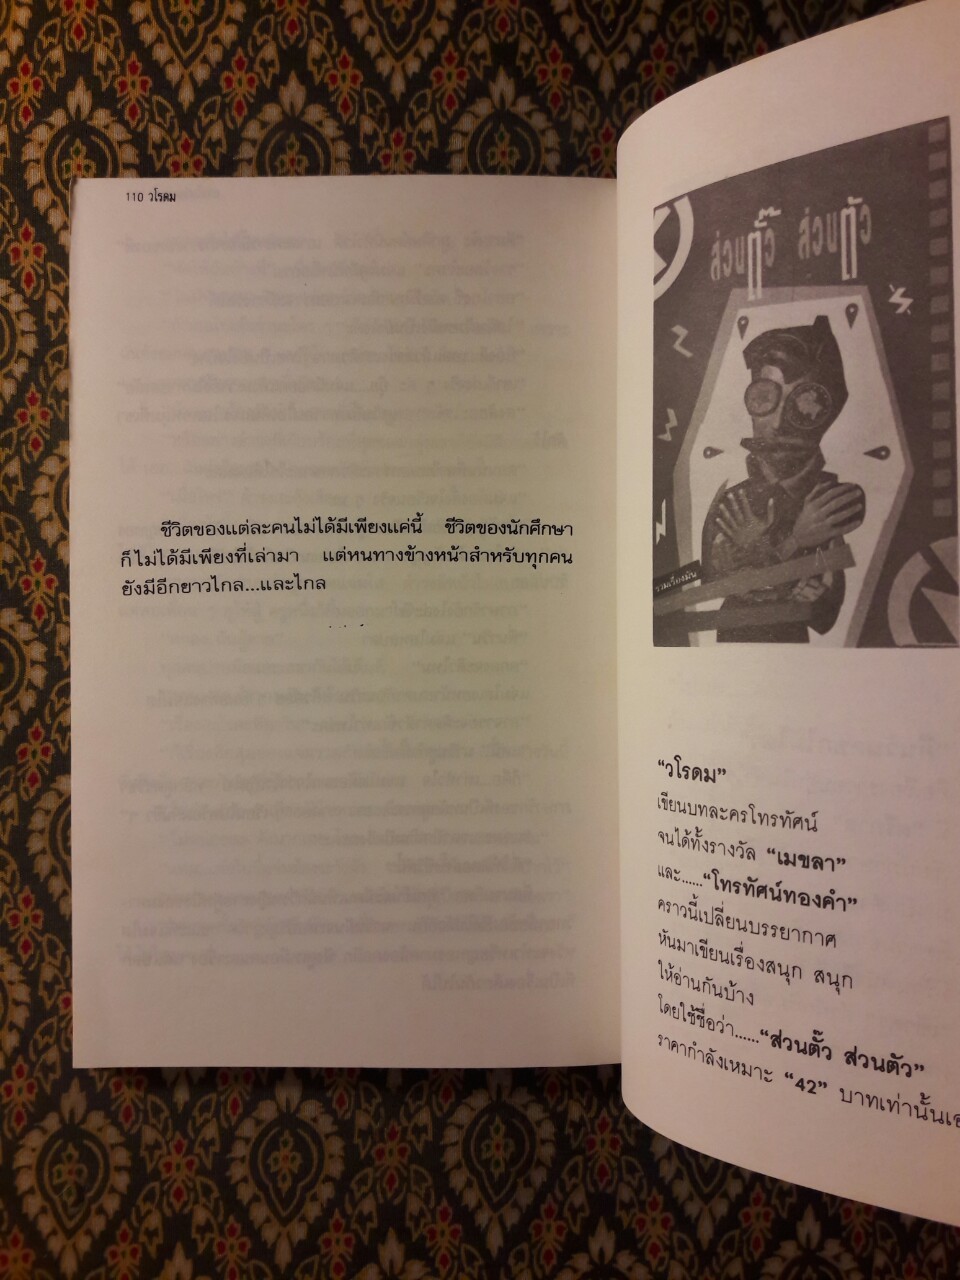 110 วโรดม
ชีวิตของแต่ละคนไม่ได้มีเพียงแค่นี้ ชีวิตของนักศึกษา
ก็ไม่ได้มีเพียงที่เล่ามา แต่หนทางข้างหน้าสำหรับทุกคน
ยังมีอีกยาวไกล...และไกล
ส่วนตั๊ว ส่วนตัว
รวมเรื่องมัน
“วโรดม”
เขียนบทละครโทรทัศน์
จนได้ทั้งรางวัล “เมขลา”
และ......“โทรทัศน์ทองคำ”
คราวนี้เปลี่ยนบรรยากาศ
หันมาเขียนเรื่องสนุก สนุก
ให้อ่านกันบ้าง
โดยใช้ชื่อว่า......“ส่วนตั๊ว ส่วนตัว”
ราคากำลังเหมาะ “42” บาทเท่านั้น